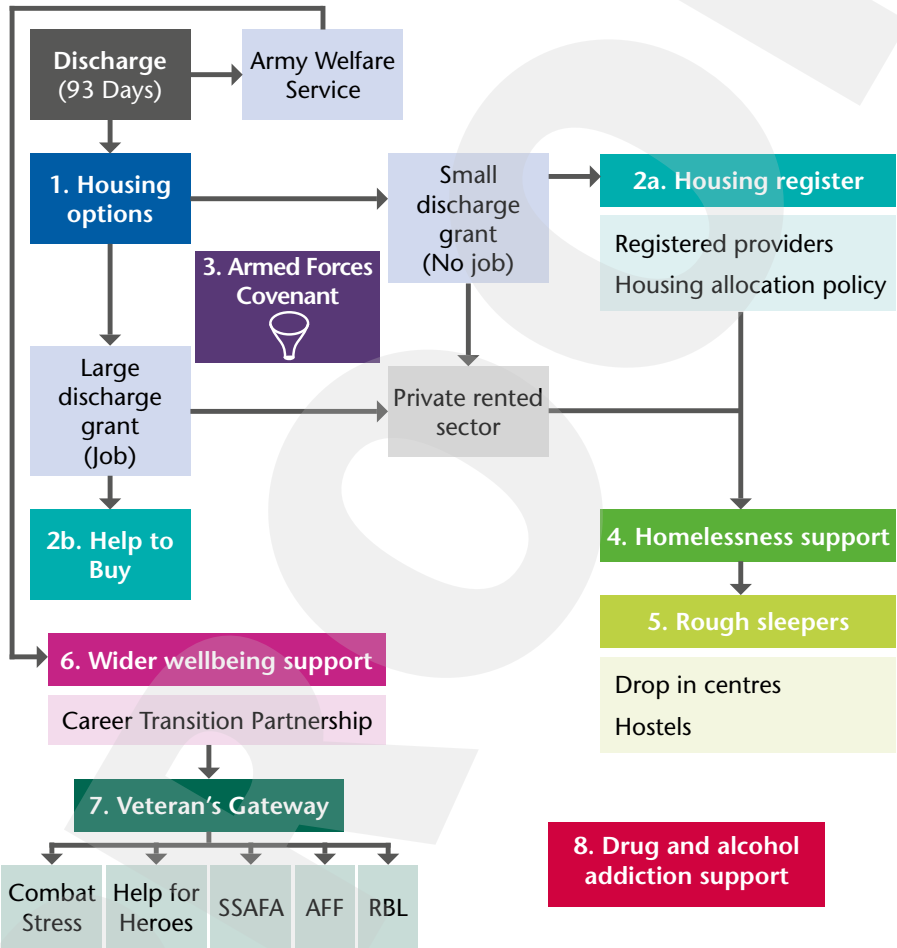 Discharge
(93 Days)
Army Welfare
Service
1. Housing
options
Small
discharge
grant
(No job)
2a. Housing register
Registered providers
Housing allocation policy
3. Armed Forces
Covenant
Large
discharge
grant
(Job)
Private rented
sector
2b. Help to
Buy
4. Homelessness support
5. Rough sleepers
Drop in centres
Hostels
6. Wider wellbeing support
Career Transition Partnership
7. Veteran's Gateway
Combat
Stress
Help for
Heroes
SSAFA
AFF
RBL
8. Drug and alcohol
addiction support